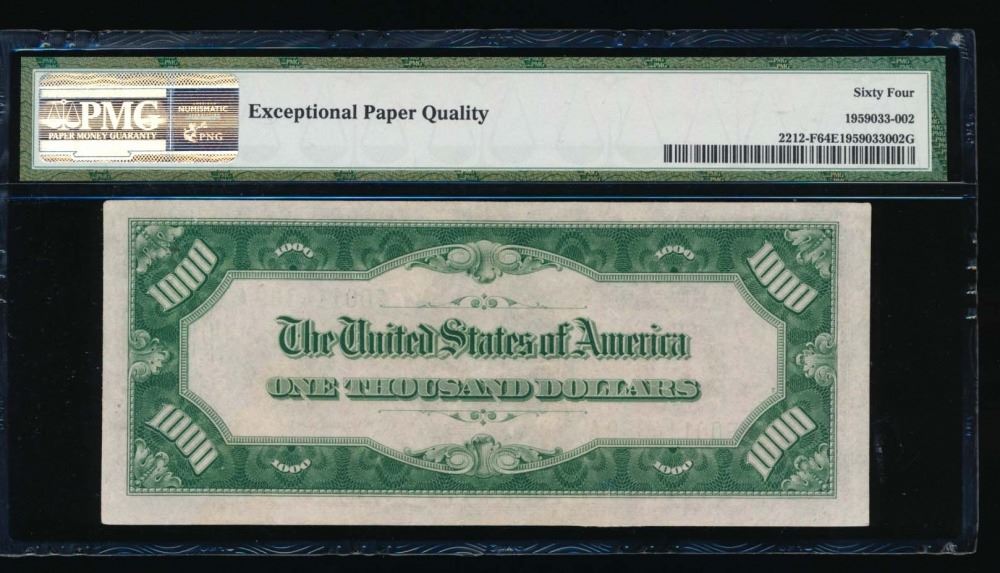 PMG
PAPER MONEY GUARANTY
NUMISMATIC
PNG
Exceptional Paper Quality
Sixty Four
1959033-002
2212-F64E1959033002G
1000
1000
1000
1000
The United States of America
ONE THOUSAND DOLLARS
1000
1000
1000
1000